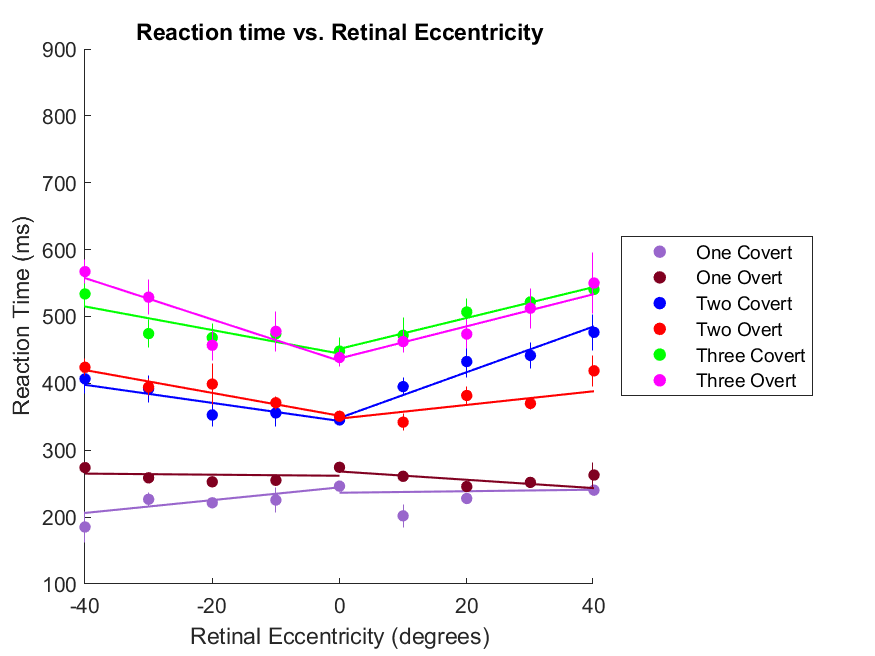 Reaction time vs. Retinal Eccentricity
900
800
700
600
500
400
300
200
100
Reaction Time (ms)
-40
-20
0
20
40
Retinal Eccentricity (degrees)
One Covert
One Overt
Two Covert
Two Overt
Three Covert
Three Overt